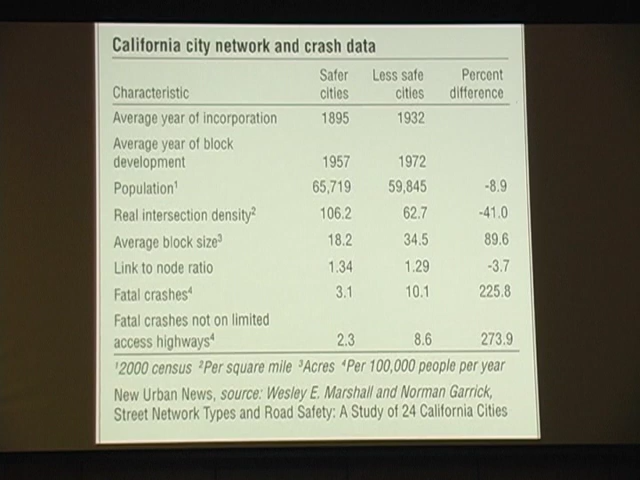 California city network and crash data
Safer Less safe Percent
Characteristic cities cities difference
Average year of incorporation 1895 1932
Average year of block
development 1957 1972
Population¹ 65,719 59,845 -8.9
Real intersection density² 106.2 62.7 -41.0
Average block size³ 18.2 34.5 89.6
Link to node ratio 1.34 1.29 -3.7
Fatal crashes⁴ 3.1 10.1 225.8
Fatal crashes not on limited
access highways⁴ 2.3 8.6 273.9
¹2000 census ²Per square mile ³Acres ⁴Per 100,000 people per year
New Urban News, source: Wesley E. Marshall and Norman Garrick,
Street Network Types and Road Safety: A Study of 24 California Cities